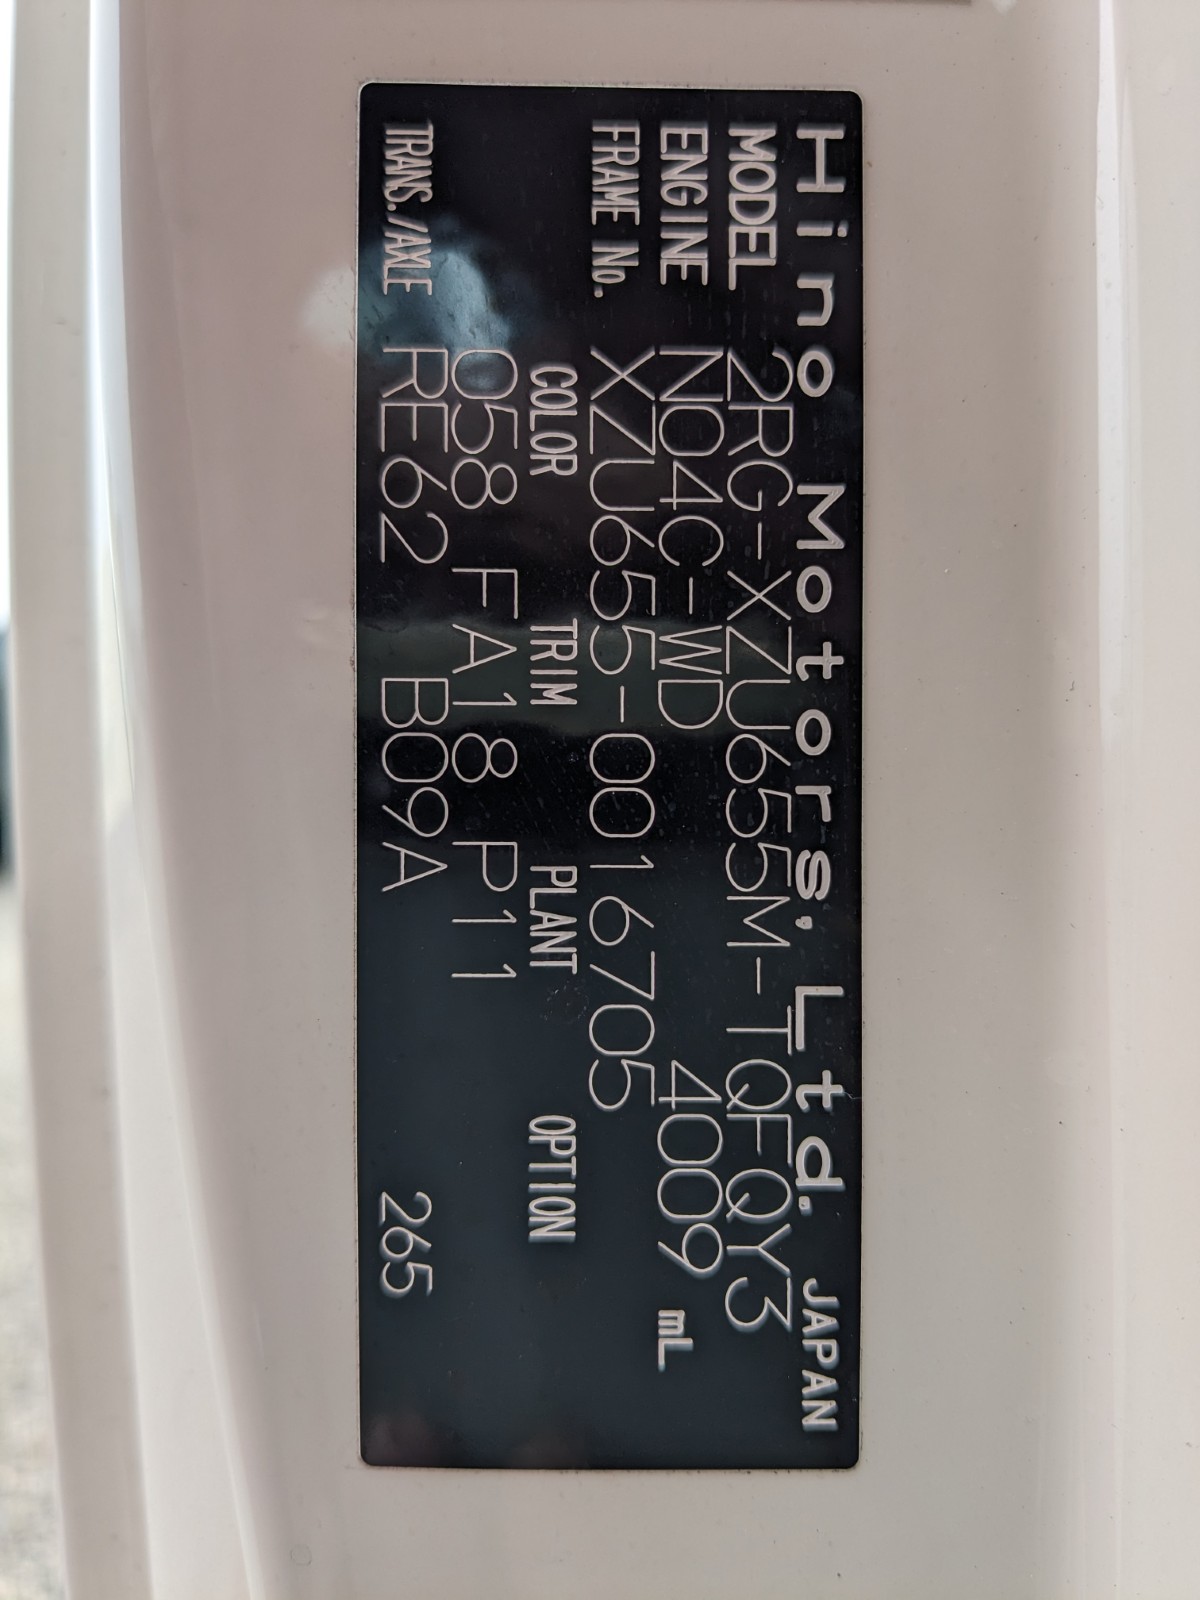 Hino Motors, Ltd. JAPAN
MODEL 2RG-XZU655M-TQFQY3
ENGINE N04C-WD 4009 mL
FRAME No. XZU655-0016705
COLOR TRIM PLANT OPTION
058 FA18 P11
TRANS./AXLE RE62 B09A 265